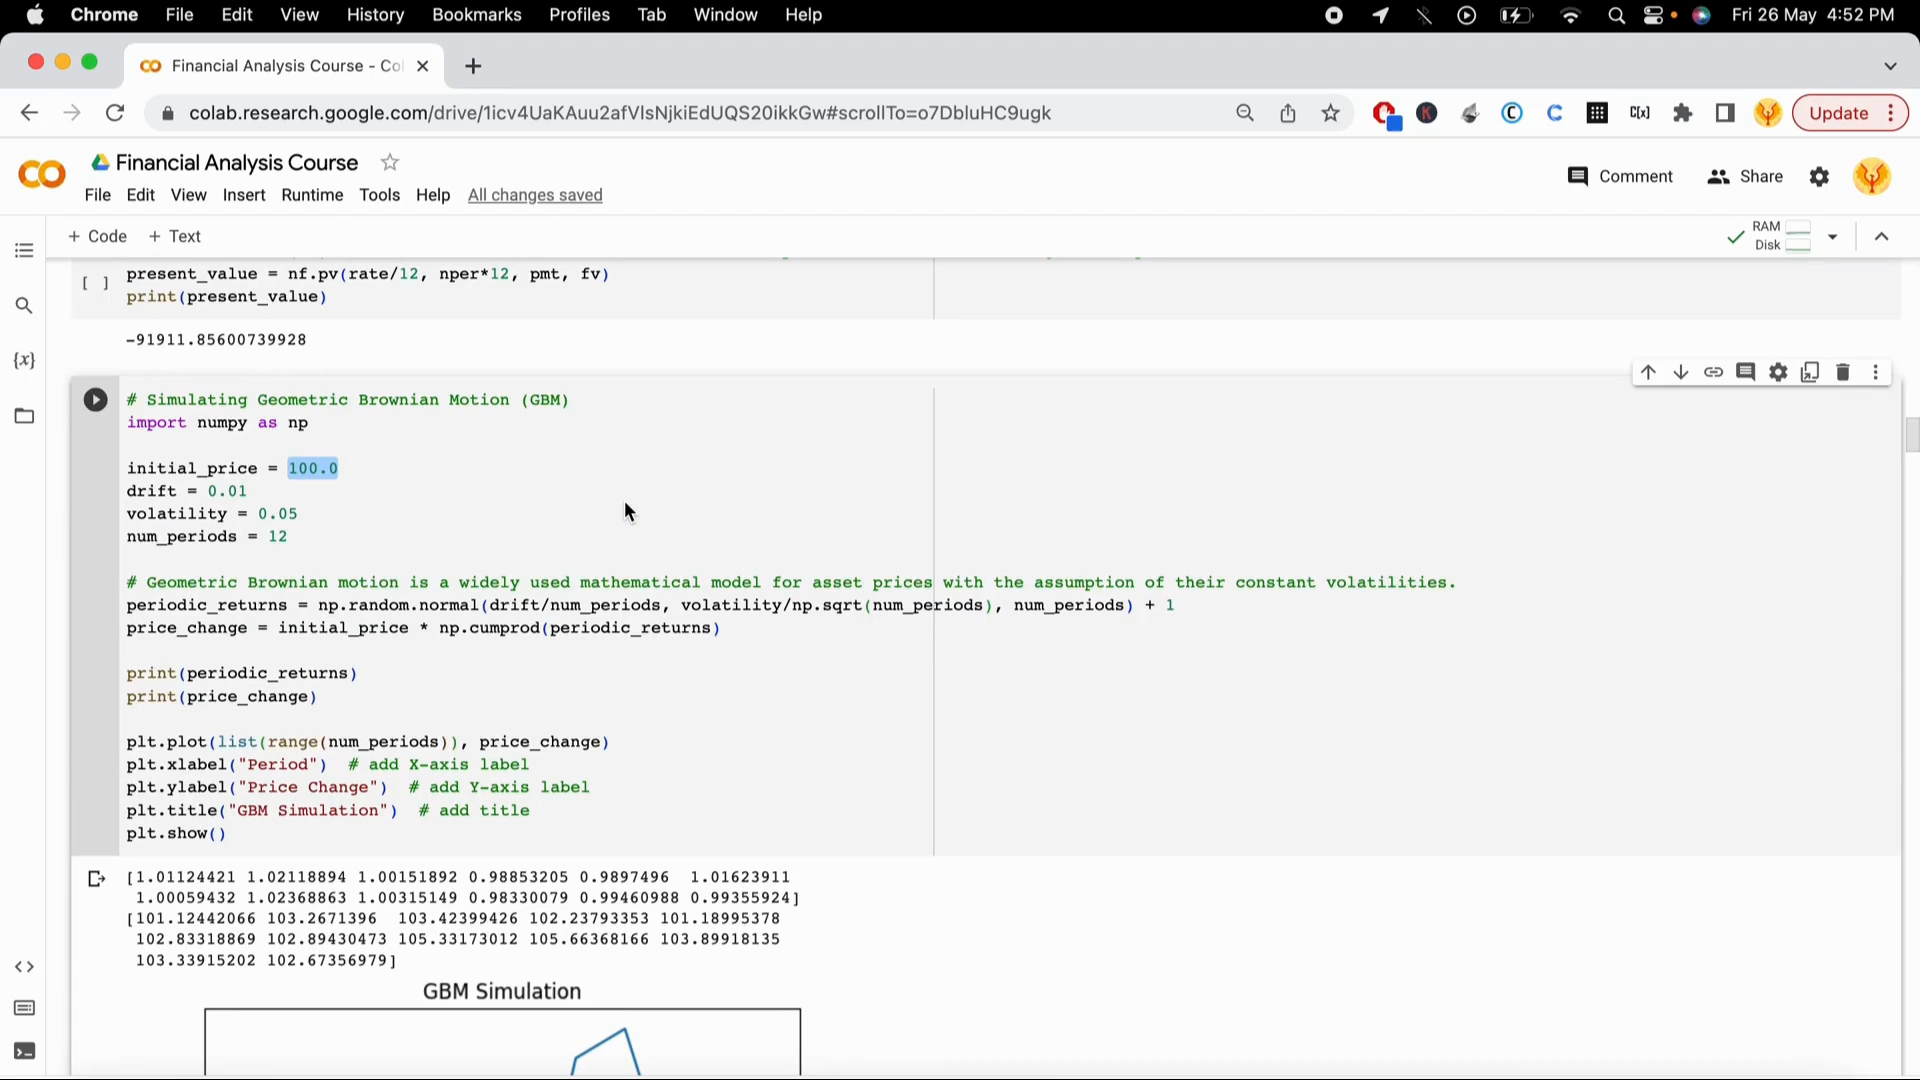 Chrome File Edit View History Bookmarks Profiles Tab Window Help Fri 26 May 4:52 PM
Financial Analysis Course - Co
colab.research.google.com/drive/1icv4UaKAuu2afVlsNjkiEdUQS20ikkGw#scrollTo=o7DbluHC9ugk C[x] Update
Financial Analysis Course
File Edit View Insert Runtime Tools Help All changes saved
Comment Share
+ Code + Text
RAM
Disk
[ ] present_value = nf.pv(rate/12, nper*12, pmt, fv)
print(present_value)
-91911.85600739928
# Simulating Geometric Brownian Motion (GBM)
import numpy as np
initial_price = 100.0
drift = 0.01
volatility = 0.05
num_periods = 12
# Geometric Brownian motion is a widely used mathematical model for asset prices with the assumption of their constant volatilities.
periodic_returns = np.random.normal(drift/num_periods, volatility/np.sqrt(num_periods), num_periods) + 1
price_change = initial_price * np.cumprod(periodic_returns)
print(periodic_returns)
print(price_change)
plt.plot(list(range(num_periods)), price_change)
plt.xlabel("Period") # add X-axis label
plt.ylabel("Price Change") # add Y-axis label
plt.title("GBM Simulation") # add title
plt.show()
[1.01124421 1.02118894 1.00151892 0.98853205 0.9897496 1.01623911
1.00059432 1.02368863 1.00315149 0.98330079 0.99460988 0.99355924]
[101.12442066 103.2671396 103.42399426 102.23793353 101.18995378
102.83318869 102.89430473 105.33173012 105.66368166 103.89918135
103.33915202 102.67356979]
GBM Simulation